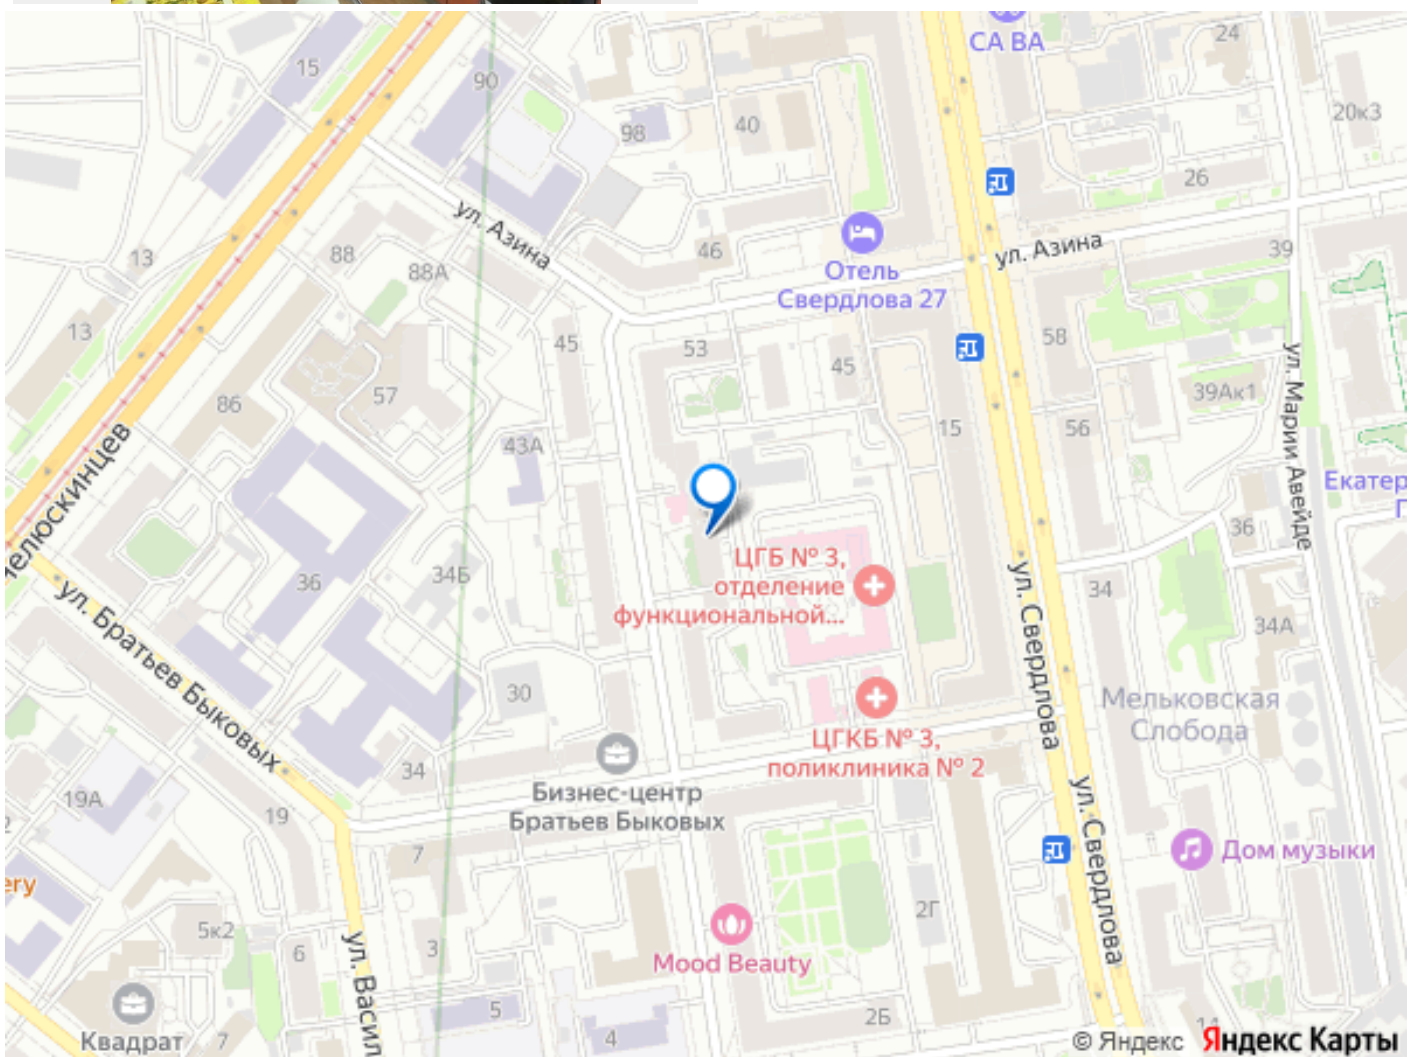 СА ВА
24
15
90
20к3
98
40
26
ул. Азина
46
Отель
Свердлова 27
ул. Азина
39
13
88
88А
13
45
53
45
58
ул. Марии Авейде
86
57
43А
15
56
39Ак1
Екатер
36
36
34Б
ЦГБ № 3,
отделение
функциональной...
34
34А
ул. Братьев Быковых
ул. Свердлова
30
Мельковская
Слобода
ЦГКБ № 3,
поликлиника № 2
34
Бизнес-центр
Братьев Быковых
19А
19
7
ул. Свердлова
Дом музыки
ery
5к2
6
3
ул. Васил
Mood Beauty
2Г
Квадрат
7
5
4
2Б
© Яндекс Яндекс Карты